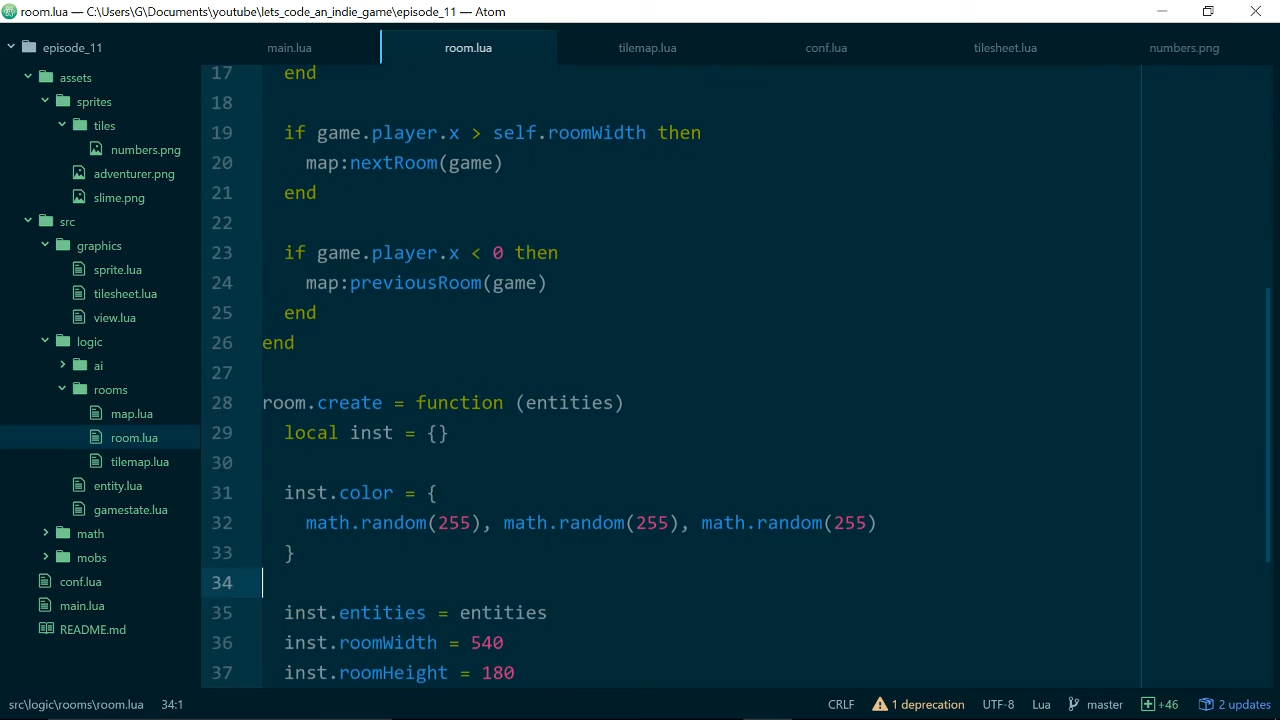 room.lua — C:\Users\G\Documents\youtube\lets_code_an_indie_game\episode_11 — Atom
episode_11
main.lua
room.lua
tilemap.lua
conf.lua
tilesheet.lua
numbers.png
assets
sprites
tiles
numbers.png
adventurer.png
slime.png
src
graphics
sprite.lua
tilesheet.lua
view.lua
logic
ai
rooms
map.lua
room.lua
tilemap.lua
entity.lua
gamestate.lua
math
mobs
conf.lua
main.lua
README.md
17 end
18
19 if game.player.x > self.roomWidth then
20 map:nextRoom(game)
21 end
22
23 if game.player.x < 0 then
24 map:previousRoom(game)
25 end
26 end
27
28 room.create = function (entities)
29 local inst = {}
30
31 inst.color = {
32 math.random(255), math.random(255), math.random(255)
33 }
34
35 inst.entities = entities
36 inst.roomWidth = 540
37 inst.roomHeight = 180
src\logic\rooms\room.lua 34:1 CRLF 1 deprecation UTF-8 Lua master +46 2 updates